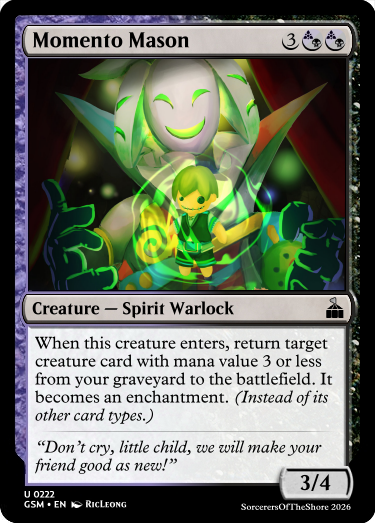 Momento Mason 3
Creature — Spirit Warlock
When this creature enters, return target
creature card with mana value 3 or less
from your graveyard to the battlefield. It
becomes an enchantment. (Instead of its
other card types.)
“Don’t cry, little child, we will make your
friend good as new!”
3/4
U 0222
GSM • EN RicLeong
SorcerersOfTheShore 2026